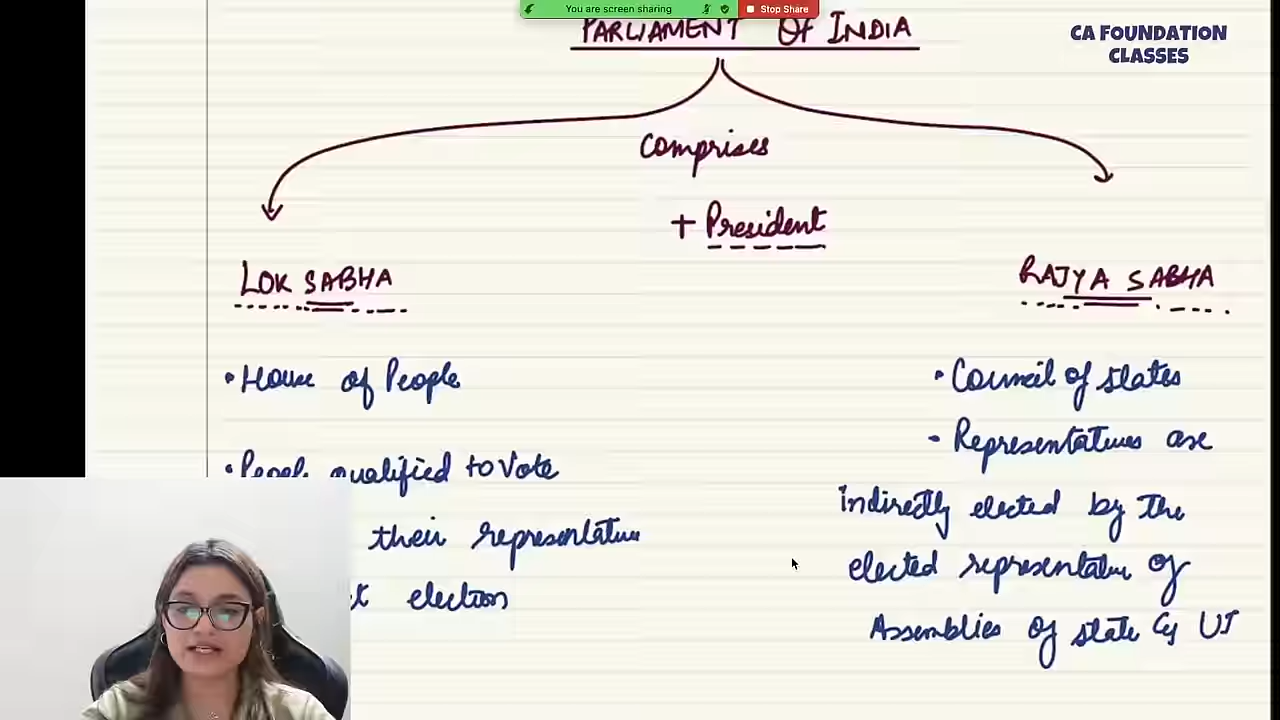 You are screen sharing
Stop Share
PARLIAMENT OF INDIA
CA FOUNDATION
CLASSES
Comprises
+ President
LOK SABHA
RAJYA SABHA
• House of People
• Council of states
• Representatives are
indirectly elected by the
elected representative of
Assemblies of state & UT
qualified to vote
their representative
election